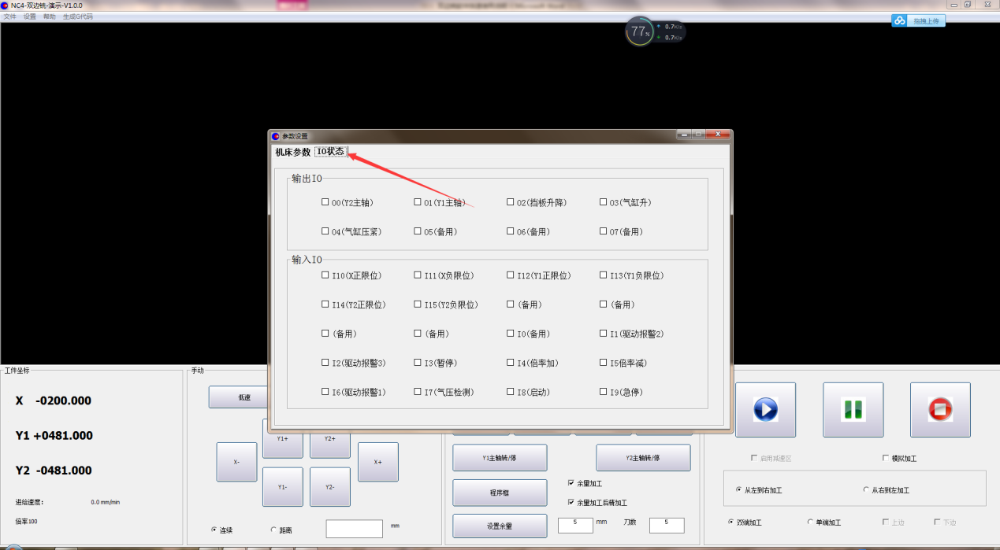 NC4-双边铣-演示-V1.0.0
文件 设置 帮助 生成G代码
拖拽上传
77%
0.7K/s
0.7K/s
参数设置
机床参数 IO状态
输出IO
O0(Y2主轴) O1(Y1主轴) O2(挡板升降) O3(气缸升)
O4(气缸压紧) O5(备用) O6(备用) O7(备用)
输入IO
I10(X正限位) I11(X负限位) I12(Y1正限位) I13(Y1负限位)
I14(Y2正限位) I15(Y2负限位) (备用) (备用)
(备用) (备用) I0(备用) I1(驱动报警2)
I2(驱动报警3) I3(暂停) I4(倍率加) I5倍率减)
I6(驱动报警1) I7(气压检测) I8(启动) I9(急停)
工件坐标
X -0200.000
Y1 +0481.000
Y2 -0481.000
进给速度: 0.0 mm/min
倍率100
手动
低速
Y1+ Y2+
X- X+
Y1- Y2-
连续 距离 mm
Y1主轴转/停 Y2主轴转/停
程序框
余量加工
余量加工后精加工
设置余量 5 mm 刀数 5
启用减速区 模拟加工
从左到右加工 从右到左加工
双端加工 单端加工 上边 下边